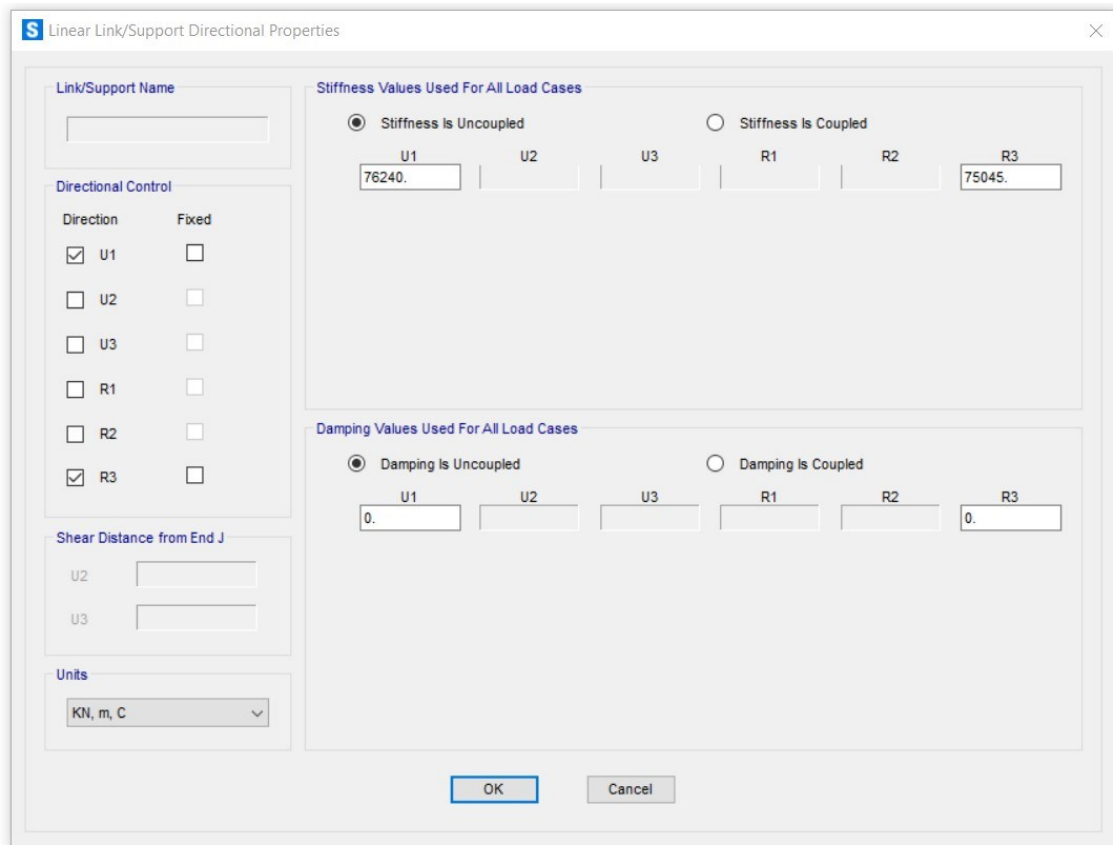 S Linear Link/Support Directional Properties
Link/Support Name
Directional Control
Direction Fixed
U1
U2
U3
R1
R2
R3
Shear Distance from End J
U2
U3
Units
KN, m, C
Stiffness Values Used For All Load Cases
Stiffness Is Uncoupled Stiffness Is Coupled
U1 U2 U3 R1 R2 R3
76240. 75045.
Damping Values Used For All Load Cases
Damping Is Uncoupled Damping Is Coupled
U1 U2 U3 R1 R2 R3
0. 0.
OK Cancel